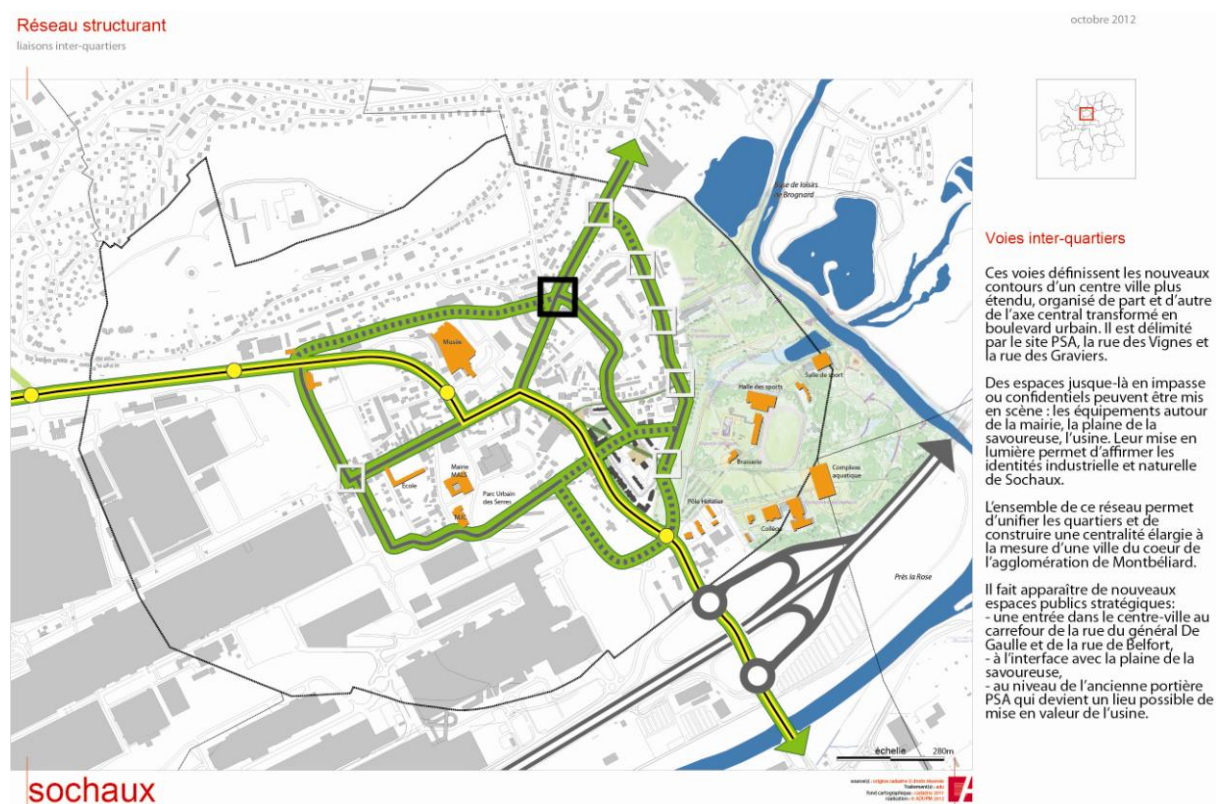 Réseau structurant
liaisons inter-quartiers
octobre 2012
de Brognard
Musée
Salle de sport
Halle des sports
Brasserie
Complexe
aquatique
Ecole
Mairie
MALS
Parc Urbain
des Serres
MJC
Pôle Hotelier
Collège
Près la Rose
échelle
280m
Voies inter-quartiers
Ces voies définissent les nouveaux
contours d'un centre ville plus
étendu, organisé de part et d'autre
de l'axe central transformé en
boulevard urbain. Il est délimité
par le site PSA, la rue des Vignes et
la rue des Graviers.
Des espaces jusque-là en impasse
ou confidentiels peuvent être mis
en scène : les équipements autour
de la mairie, la plaine de la
savoureuse, l'usine. Leur mise en
lumière permet d'affirmer les
identités industrielle et naturelle
de Sochaux.
L'ensemble de ce réseau permet
d'unifier les quartiers et de
construire une centralité élargie à
la mesure d'une ville du coeur de
l'agglomération de Montbéliard.
Il fait apparaître de nouveaux
espaces publics stratégiques:
- une entrée dans le centre-ville au
carrefour de la rue du général De
Gaulle et de la rue de Belfort,
- à l'interface avec la plaine de la
savoureuse,
- au niveau de l'ancienne portière
PSA qui devient un lieu possible de
mise en valeur de l'usine.
sochaux